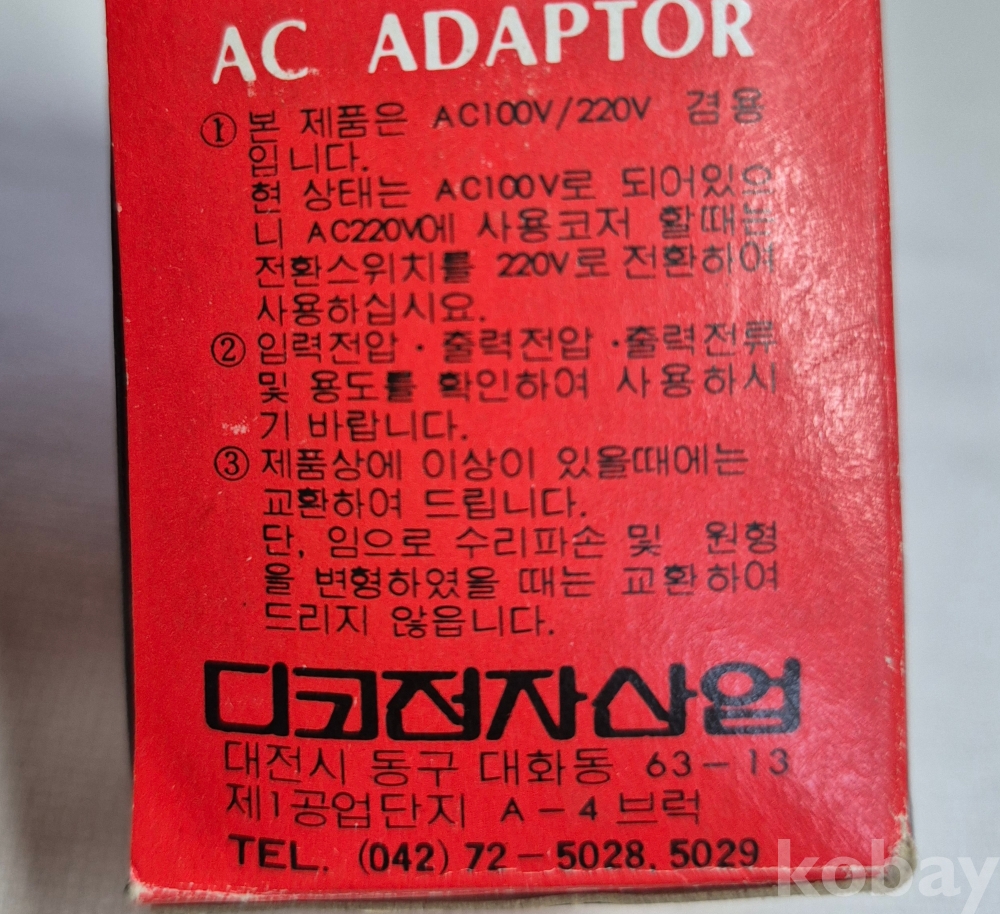 AC ADAPTOR
① 본 제품은 AC100V/220V 겸용
입니다.
현 상태는 AC100V로 되어있으
니 AC220V에 사용코저 할때는
전환스위치를 220V로 전환하여
사용하십시요.
② 입력전압·출력전압·출력전류
및 용도를 확인하여 사용하시
기 바랍니다.
③ 제품상에 이상이 있을때에는
교환하여 드립니다.
단, 임으로 수리파손 및 원형
을 변형하였을 때는 교환하여
드리지 않읍니다.
디코전자산업
대전시 동구 대화동 63-13
제1공업단지 A-4브럭
TEL. (042) 72-5028. 5029
kobay